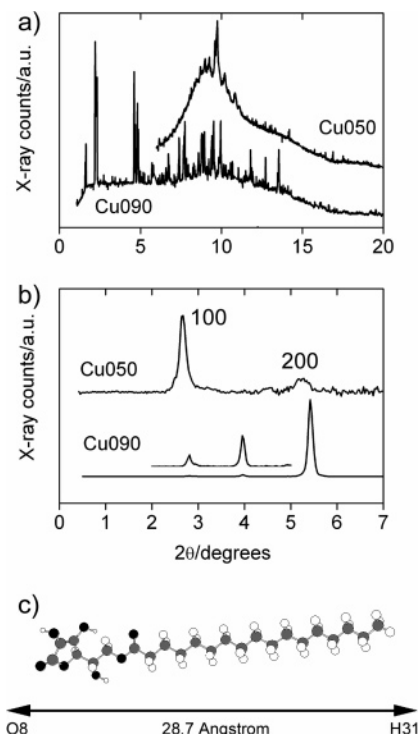 a)
X-ray counts/a.u.
Cu050
Cu090
0 5 10 15 20
b)
X-ray counts/a.u.
100
200
Cu050
Cu090
0 1 2 3 4 5 6 7
2θ/degrees
c)
O8 28.7 Angstrom H31